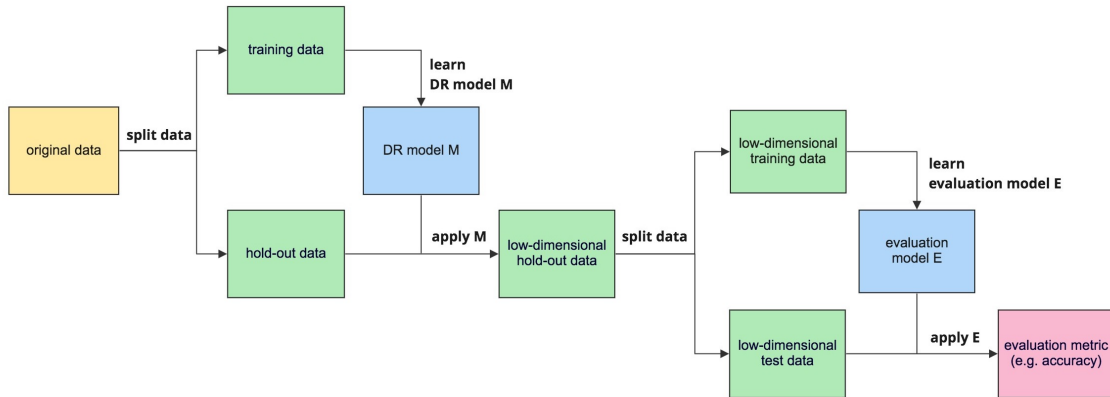 training data
learn
DR model M
original data
split data
DR model M
hold-out data
apply M
low-dimensional
hold-out data
split data
low-dimensional
training data
learn
evaluation model E
evaluation
model E
low-dimensional
test data
apply E
evaluation metric
(e.g. accuracy)